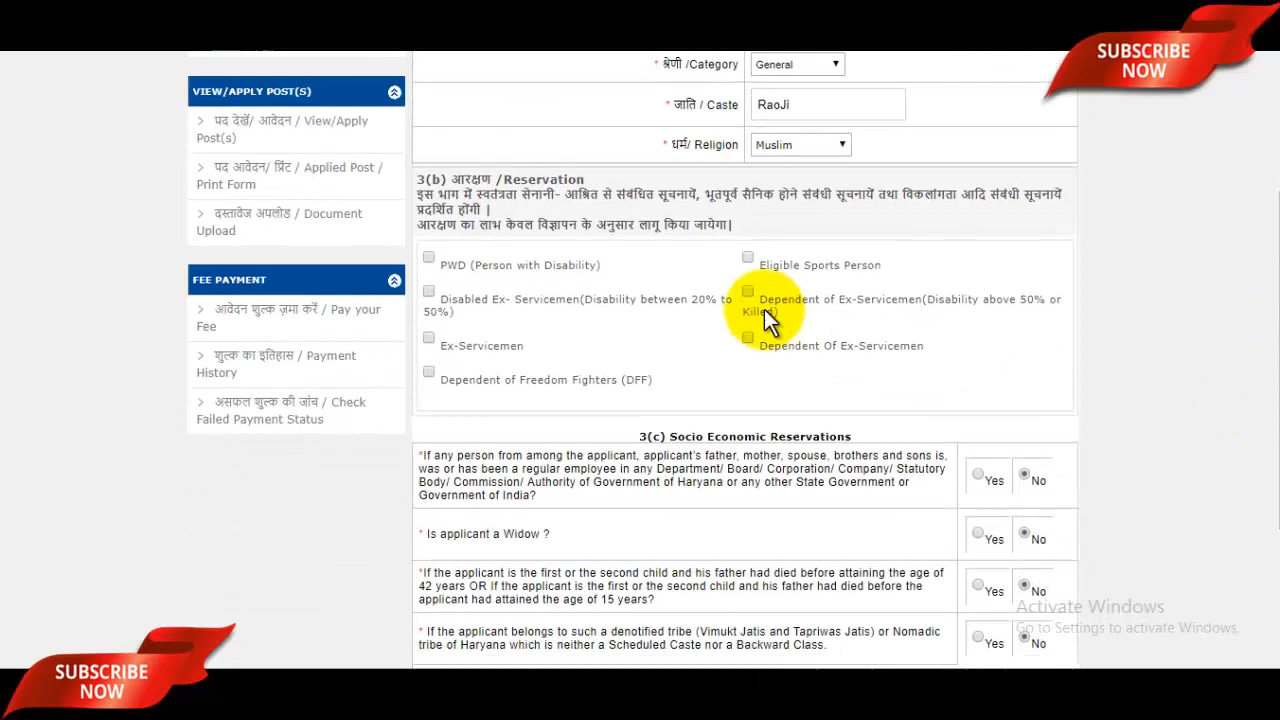 SUBSCRIBE
NOW
* श्रेणी /Category General
VIEW/APPLY POST(S)
* जाति / Caste RaoJi
पद देखें/ आवेदन / View/Apply
Post(s)
* धर्म/ Religion Muslim
पद आवेदन/ प्रिंट / Applied Post /
Print Form
3(b) आरक्षण /Reservation
इस भाग में स्वतंत्रता सेनानी- आश्रित से संबंधित सूचनायें, भूतपूर्व सैनिक होने संबंधी सूचनायें तथा विकलांगता आदि संबंधी सूचनायें
प्रदर्शित होंगी |
दस्तावेज अपलोड / Document
Upload
आरक्षण का लाभ केवल विज्ञापन के अनुसार लागू किया जायेगा|
PWD (Person with Disability)
Eligible Sports Person
FEE PAYMENT
Disabled Ex- Servicemen(Disability between 20% to
50%)
Dependent of Ex-Servicemen(Disability above 50% or
Killed)
आवेदन शुल्क ज़मा करें / Pay your
Fee
Ex-Servicemen
Dependent Of Ex-Servicemen
शुल्क का इतिहास / Payment
History
Dependent of Freedom Fighters (DFF)
असफल शुल्क की जांच / Check
Failed Payment Status
3(c) Socio Economic Reservations
*If any person from among the applicant, applicant's father, mother, spouse, brothers and sons is,
was or has been a regular employee in any Department/ Board/ Corporation/ Company/ Statutory
Body/ Commission/ Authority of Government of Haryana or any other State Government or
Government of India?
Yes No
* Is applicant a Widow ?
Yes No
*If the applicant is the first or the second child and his father had died before attaining the age of
42 years OR If the applicant is the first or the second child and his father had died before the
applicant had attained the age of 15 years?
Yes No
Activate Windows
Go to Settings to activate Windows.
* If the applicant belongs to such a denotified tribe (Vimukt Jatis and Tapriwas Jatis) or Nomadic
tribe of Haryana which is neither a Scheduled Caste nor a Backward Class.
Yes No
SUBSCRIBE
NOW